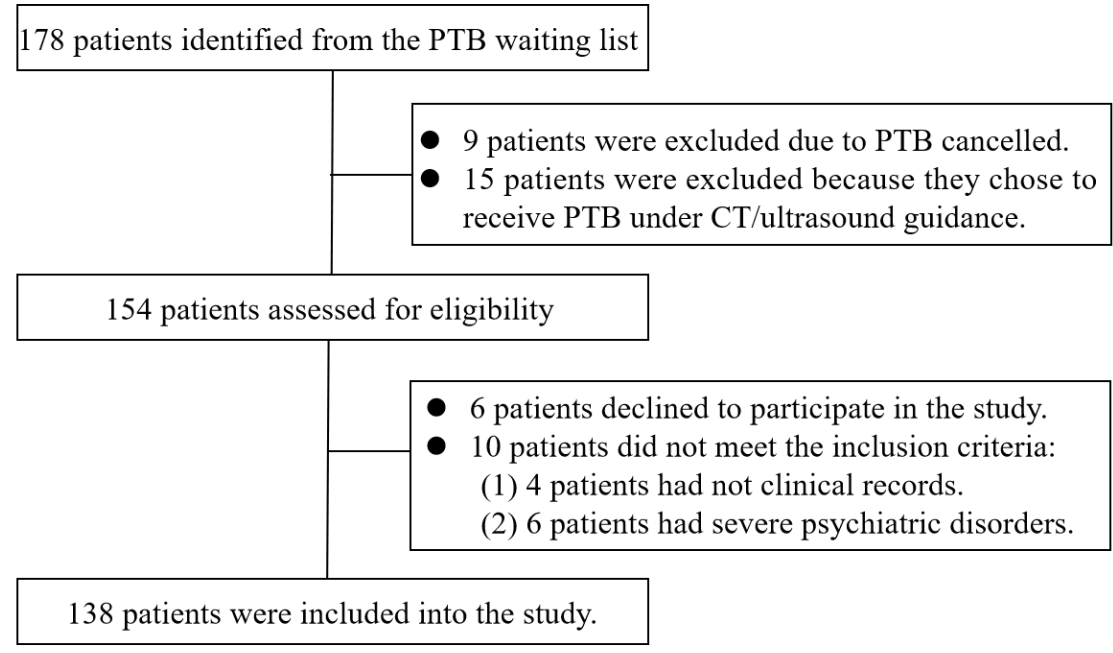 178 patients identified from the PTB waiting list
● 9 patients were excluded due to PTB cancelled.
● 15 patients were excluded because they chose to
receive PTB under CT/ultrasound guidance.
154 patients assessed for eligibility
● 6 patients declined to participate in the study.
● 10 patients did not meet the inclusion criteria:
(1) 4 patients had not clinical records.
(2) 6 patients had severe psychiatric disorders.
138 patients were included into the study.